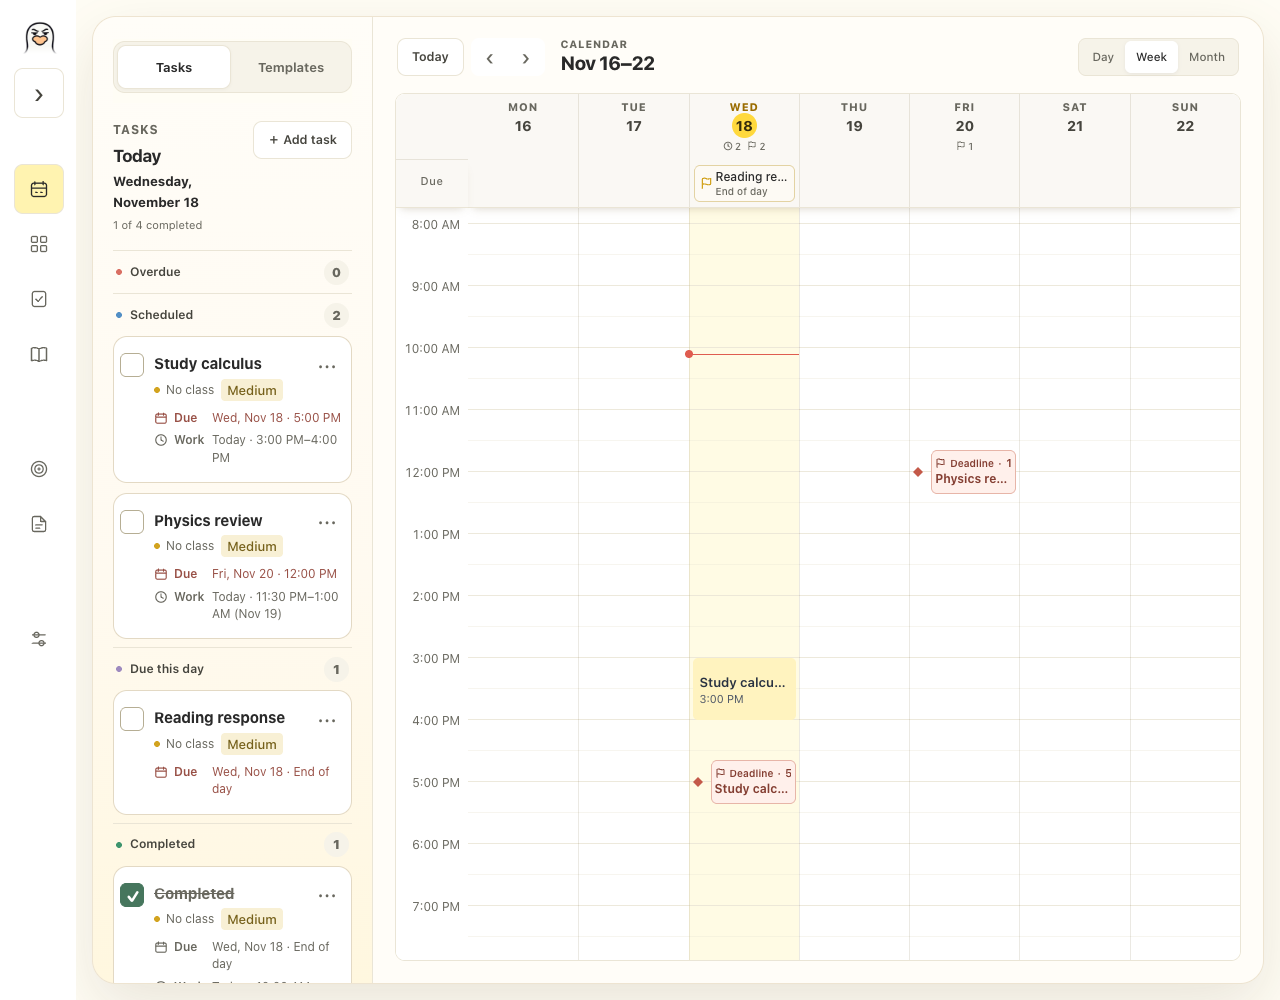 Tasks
Templates
TASKS
Today
Wednesday,
November 18
1 of 4 completed
+ Add task
Overdue
0
Scheduled
2
Study calculus
No class
Medium
Due
Wed, Nov 18 · 5:00 PM
Work
Today · 3:00 PM–4:00
PM
Physics review
No class
Medium
Due
Fri, Nov 20 · 12:00 PM
Work
Today · 11:30 PM–1:00
AM (Nov 19)
Due this day
1
Reading response
No class
Medium
Due
Wed, Nov 18 · End of
day
Completed
1
Completed
No class
Medium
Due
Wed, Nov 18 · End of
day
Today
CALENDAR
Nov 16–22
Day
Week
Month
MON
16
TUE
17
WED
18
2
2
THU
19
FRI
20
1
SAT
21
SUN
22
Due
Reading re...
End of day
8:00 AM
9:00 AM
10:00 AM
11:00 AM
12:00 PM
Deadline · 1
Physics re...
1:00 PM
2:00 PM
3:00 PM
Study calcu...
3:00 PM
4:00 PM
5:00 PM
Deadline · 5
Study calc...
6:00 PM
7:00 PM